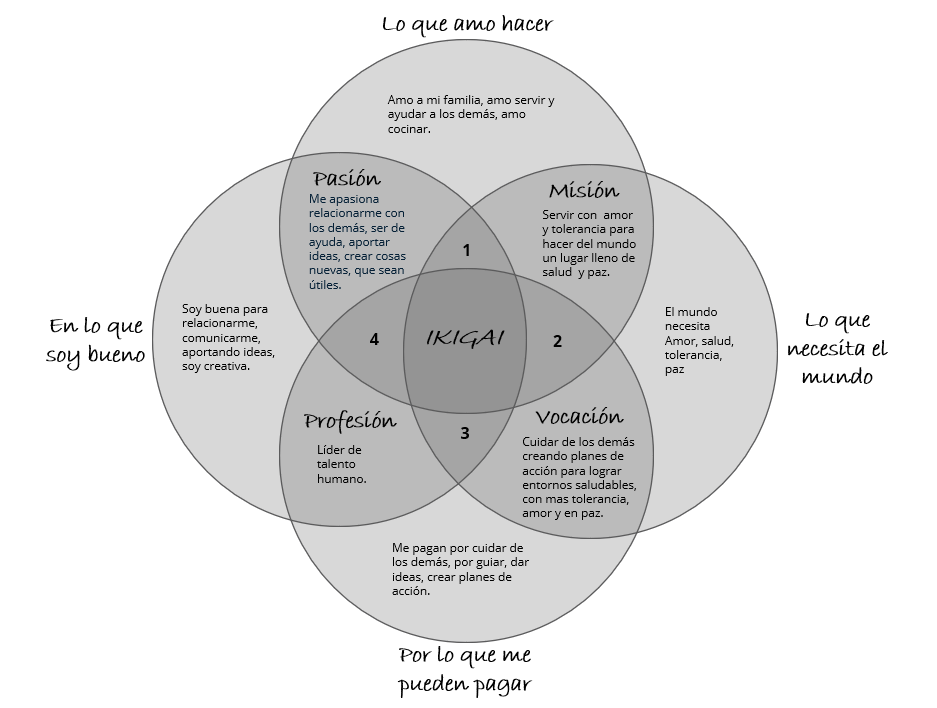 Lo que amo hacer
Amo a mi familia, amo servir y
ayudar a los demás, amo
cocinar.
Pasión
Me apasiona
relacionarme con
los demás, ser de
ayuda, aportar
ideas, crear cosas
nuevas, que sean
útiles.
Misión
Servir con amor
y tolerancia para
hacer del mundo
un lugar lleno de
salud y paz.
1
En lo que
soy bueno
Soy buena para
relacionarme,
comunicarme,
aportando ideas,
soy creativa.
4
IKIGAI
2
El mundo
necesita
Amor, salud,
tolerancia,
paz
Lo que
necesita el
mundo
Profesión
Líder de
talento
humano.
3
Vocación
Cuidar de los demás
creando planes de
acción para lograr
entornos saludables,
con mas tolerancia,
amor y en paz.
Me pagan por cuidar de
los demás, por guiar, dar
ideas, crear planes de
acción.
Por lo que me
pueden pagar